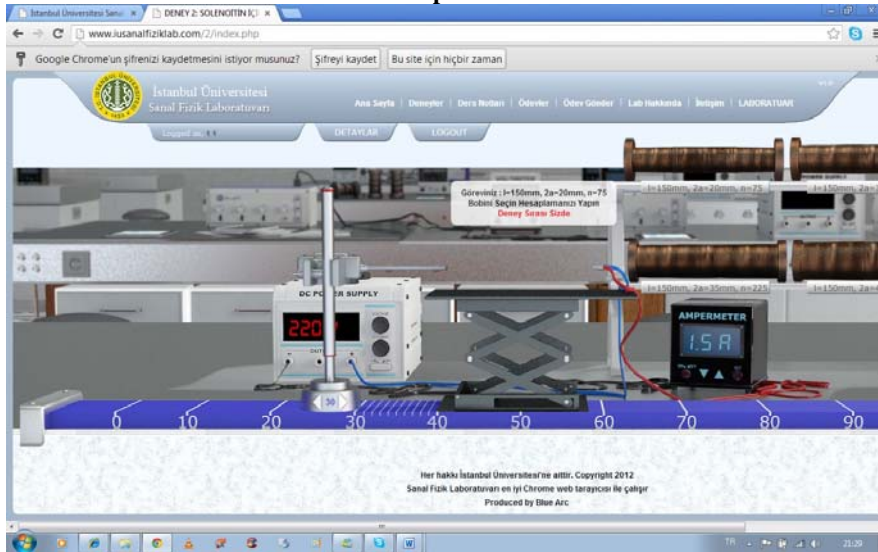 İstanbul Üniversitesi Sanal
DENEY 2: SOLENOİTİN İÇİ
www.iusanalfiziklab.com/2/index.php
Google Chrome'un şifrenizi kaydetmesini istiyor musunuz?
Şifreyi kaydet
Bu site için hiçbir zaman
İstanbul Üniversitesi
Sanal Fizik Laboratuvarı
Ana Sayfa | Deneyler | Ders Notları | Ödevler | Ödev Gönder | Lab Hakkında | İletişim | LABORATUAR
DETAYLAR
LOGOUT
Göreviniz : l=150mm, 2a=20mm, n=75
Bobini Seçin Hesaplamanızı Yapın
Deney Sırası Sizde
l=150mm, 2a=20mm, n=75
l=150mm, 2a=35mm, n=225
DC POWER SUPPLY
220V
AMPERMETER
1.5 A
30
0 10 20 30 40 50 60 70 80 90
Her hakkı İstanbul Üniversitesi'ne aittir. Copyright 2012
Sanal Fizik Laboratuvarı en iyi Chrome web tarayıcısı ile çalışır
Produced by Blue Arc
TR
21:29